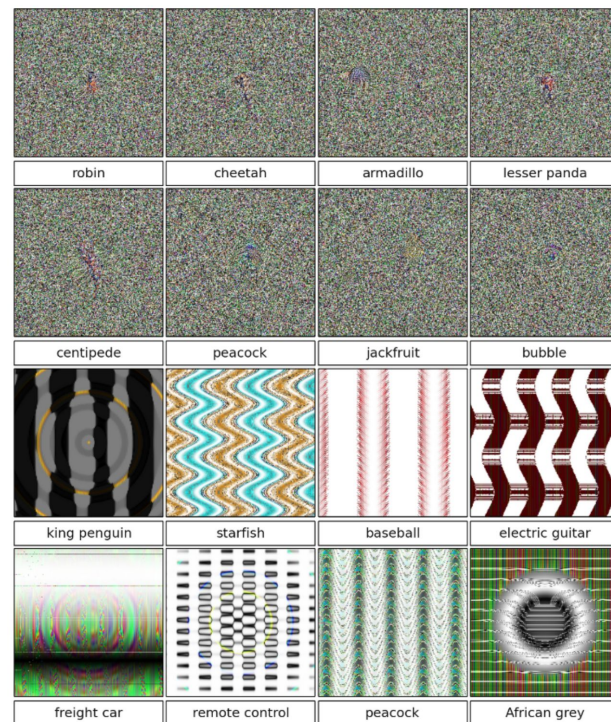 robin
cheetah
armadillo
lesser panda
centipede
peacock
jackfruit
bubble
king penguin
starfish
baseball
electric guitar
freight car
remote control
peacock
African grey